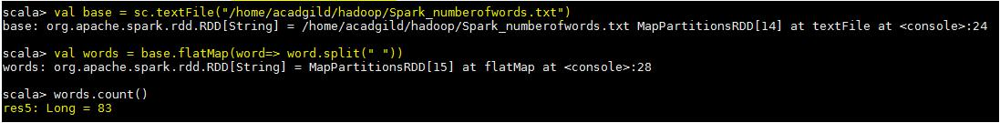 scala> val base = sc.textFile("/home/acadgild/hadoop/Spark_numberofwords.txt")
base: org.apache.spark.rdd.RDD[String] = /home/acadgild/hadoop/Spark_numberofwords.txt MapPartitionsRDD[14] at textFile at <console>:24
scala> val words = base.flatMap(word=> word.split(" "))
words: org.apache.spark.rdd.RDD[String] = MapPartitionsRDD[15] at flatMap at <console>:28
scala> words.count()
res5: Long = 83